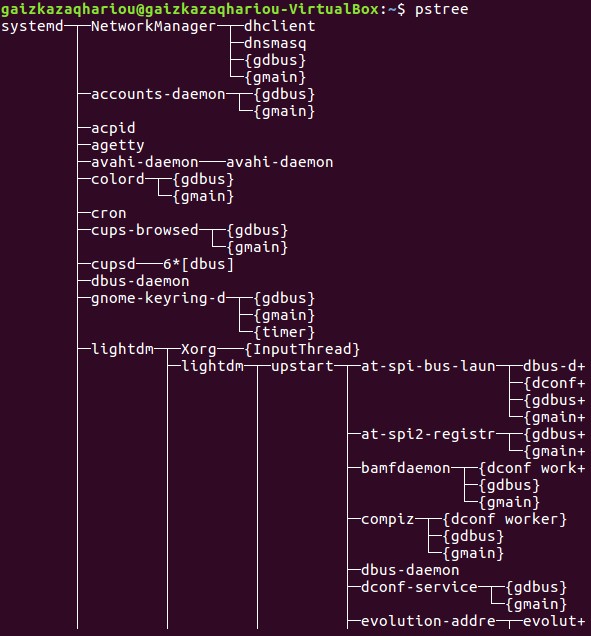 gaizkazaqhariou@gaizkazaqhariou-VirtualBox:~$ pstree
systemd─┬─NetworkManager─┬─dhclient
        │                ├─dnsmasq
        │                ├─{gdbus}
        │                └─{gmain}
        ├─accounts-daemon─┬─{gdbus}
        │                 └─{gmain}
        ├─acpid
        ├─agetty
        ├─avahi-daemon───avahi-daemon
        ├─colord─┬─{gdbus}
        │        └─{gmain}
        ├─cron
        ├─cups-browsed─┬─{gdbus}
        │              └─{gmain}
        ├─cupsd───6*[dbus]
        ├─dbus-daemon
        ├─gnome-keyring-d─┬─{gdbus}
        │                 ├─{gmain}
        │                 └─{timer}
        ├─lightdm─┬─Xorg───{InputThread}
        │         ├─lightdm─┬─upstart─┬─at-spi-bus-laun─┬─dbus-d+
        │         │         │         │                 ├─{dconf+
        │         │         │         │                 ├─{gdbus+
        │         │         │         │                 └─{gmain+
        │         │         │         ├─at-spi2-registr─┬─{gdbus+
        │         │         │         │                 └─{gmain+
        │         │         │         ├─bamfdaemon─┬─{dconf work+
        │         │         │         │            ├─{gdbus}
        │         │         │         │            └─{gmain}
        │         │         │         ├─compiz─┬─{dconf worker}
        │         │         │         │        ├─{gdbus}
        │         │         │         │        └─{gmain}
        │         │         │         ├─dbus-daemon
        │         │         │         ├─dconf-service─┬─{gdbus}
        │         │         │         │               └─{gmain}
        │         │         │         ├─evolution-addre─┬─evolut+